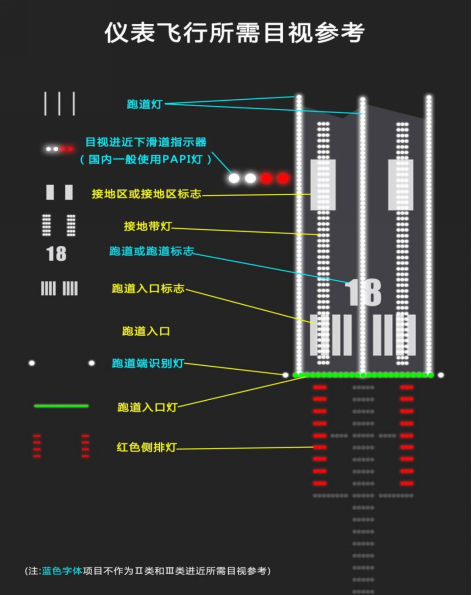 仪表飞行所需目视参考
跑道灯
目视进近下滑道指示器
（国内一般使用PAPI灯）
接地区或接地区标志
接地带灯
18
跑道或跑道标志
18
跑道入口标志
跑道入口
跑道端识别灯
跑道入口灯
红色侧排灯
(注:蓝色字体项目不作为Ⅱ类和Ⅲ类进近所需目视参考)